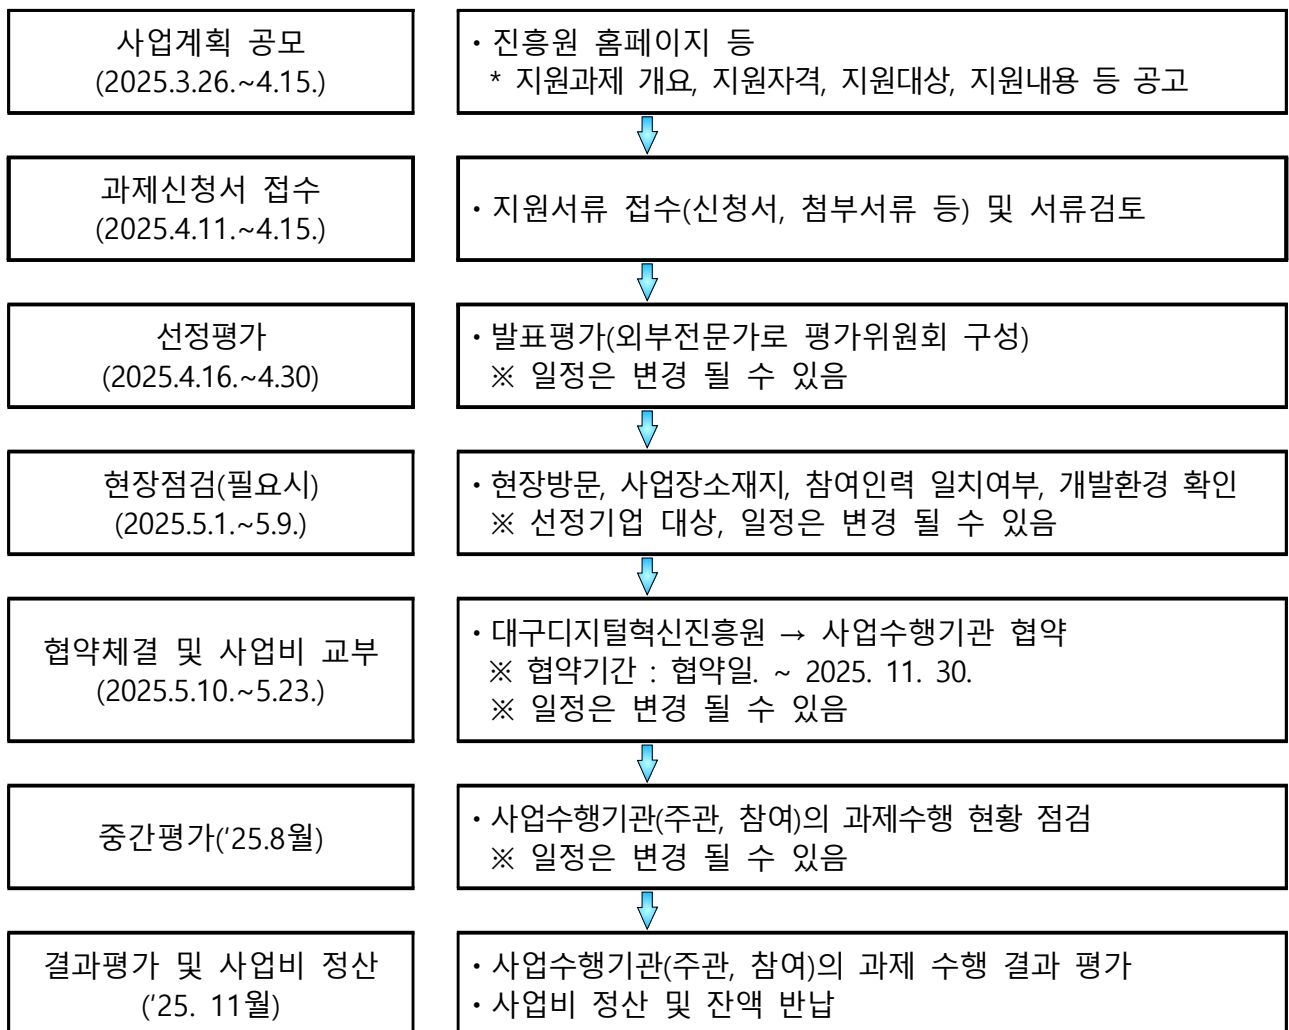 사업계획 공모
(2025.3.26.~4.15.)
· 진흥원 홈페이지 등
* 지원과제 개요, 지원자격, 지원대상, 지원내용 등 공고
과제신청서 접수
(2025.4.11.~4.15.)
· 지원서류 접수(신청서, 첨부서류 등) 및 서류검토
선정평가
(2025.4.16.~4.30)
· 발표평가(외부전문가로 평가위원회 구성)
※ 일정은 변경 될 수 있음
현장점검(필요시)
(2025.5.1.~5.9.)
· 현장방문, 사업장소재지, 참여인력 일치여부, 개발환경 확인
※ 선정기업 대상, 일정은 변경 될 수 있음
협약체결 및 사업비 교부
(2025.5.10.~5.23.)
· 대구디지털혁신진흥원 → 사업수행기관 협약
※ 협약기간 : 협약일. ~ 2025. 11. 30.
※ 일정은 변경 될 수 있음
중간평가(‘25.8월)
· 사업수행기관(주관, 참여)의 과제수행 현황 점검
※ 일정은 변경 될 수 있음
결과평가 및 사업비 정산
(‘25. 11월)
· 사업수행기관(주관, 참여)의 과제 수행 결과 평가
· 사업비 정산 및 잔액 반납